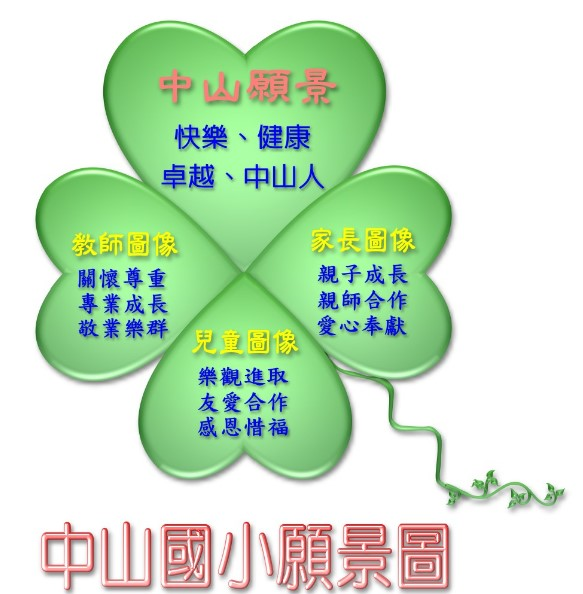 中山願景
快樂、健康
卓越、中山人
教師圖像
關懷尊重
專業成長
敬業樂群
家長圖像
親子成長
親師合作
愛心奉獻
兒童圖像
樂觀進取
友愛合作
感恩惜福
中山國小願景圖